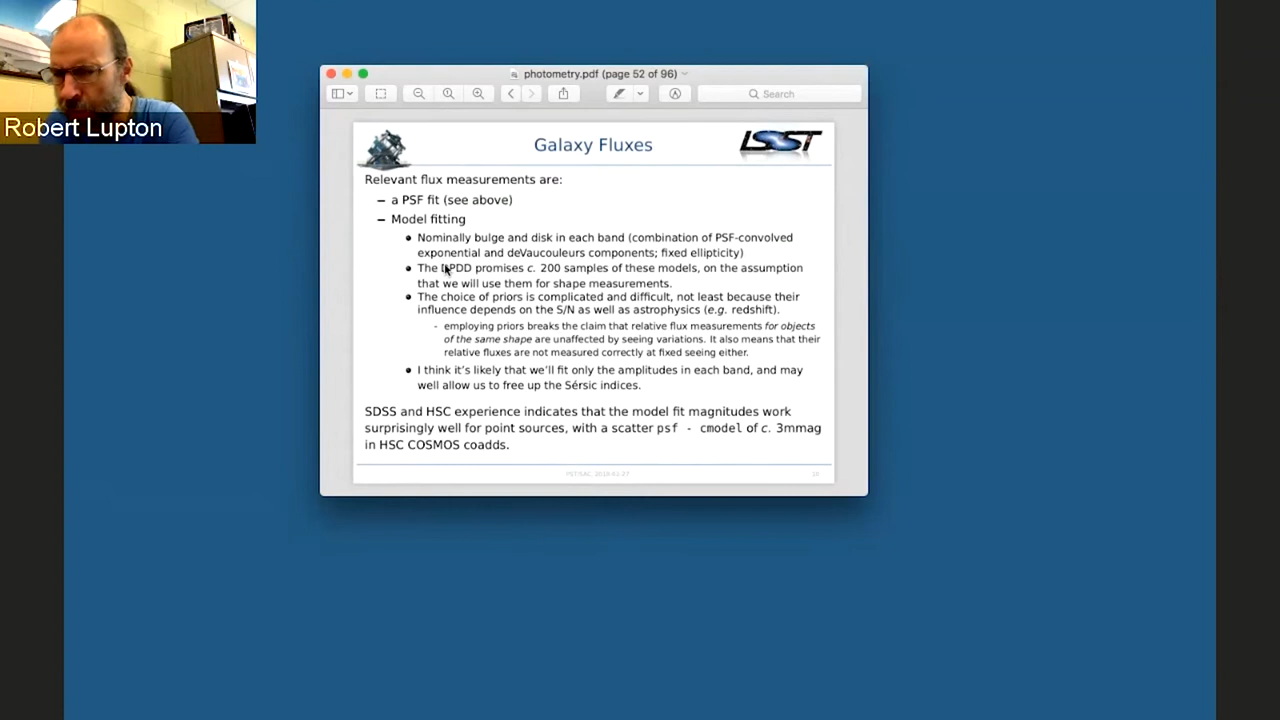 Robert Lupton
photometry.pdf (page 52 of 96)
Search
Galaxy Fluxes
LSST
Relevant flux measurements are:
– a PSF fit (see above)
– Model fitting
• Nominally bulge and disk in each band (combination of PSF-convolved
exponential and deVaucouleurs components; fixed ellipticity)
• The DPDD promises c. 200 samples of these models, on the assumption
that we will use them for shape measurements.
• The choice of priors is complicated and difficult, not least because their
influence depends on the S/N as well as astrophysics (e.g. redshift).
- employing priors breaks the claim that relative flux measurements for objects
of the same shape are unaffected by seeing variations. It also means that their
relative fluxes are not measured correctly at fixed seeing either.
• I think it's likely that we'll fit only the amplitudes in each band, and may
well allow us to free up the Sérsic indices.
SDSS and HSC experience indicates that the model fit magnitudes work
surprisingly well for point sources, with a scatter psf - cmodel of c. 3mmag
in HSC COSMOS coadds.